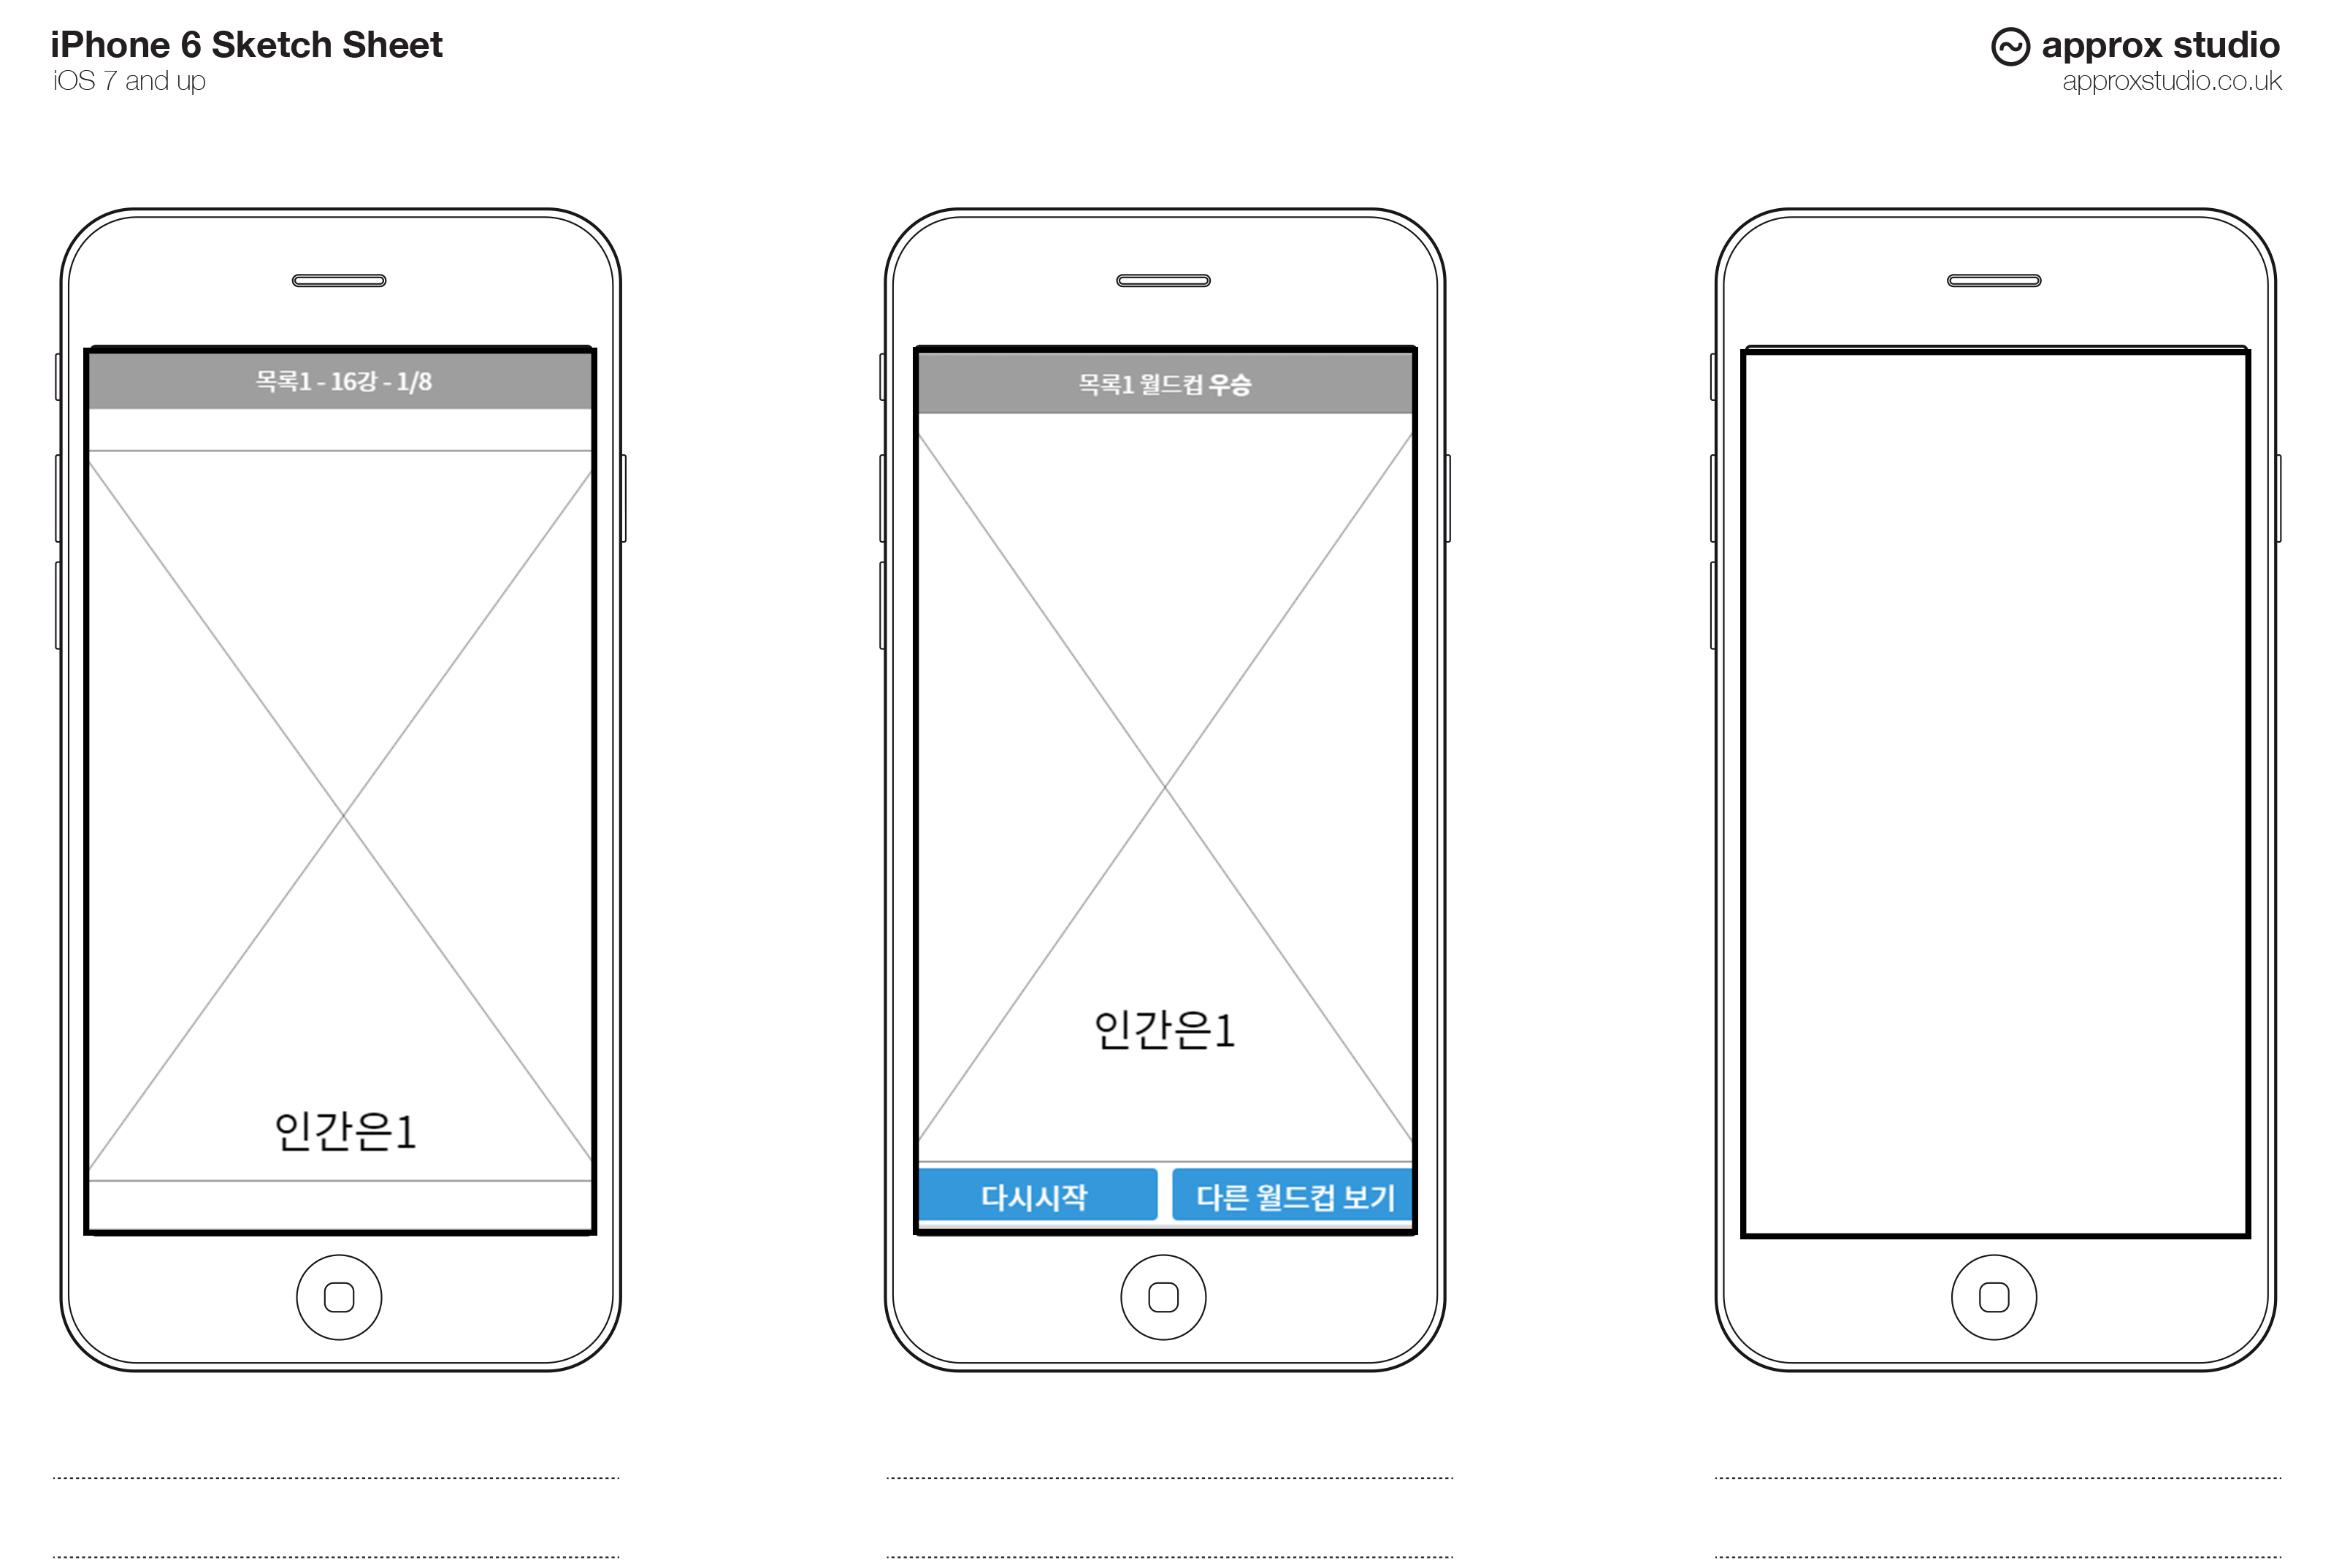 iPhone 6 Sketch Sheet
iOS 7 and up
approx studio
approxstudio.co.uk
목록1 - 16강 - 1/8
인간은1
목록1 월드컵 우승
인간은1
다시시작
다른 월드컵 보기